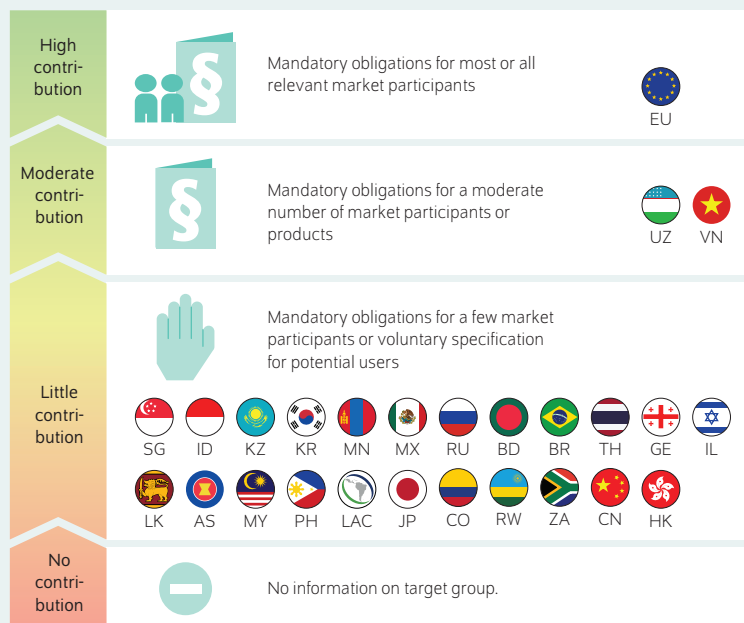 High
contri-
bution
Mandatory obligations for most or all
relevant market participants
EU
Moderate
contri-
bution
Mandatory obligations for a moderate
number of market participants or
products
UZ VN
Little
contri-
bution
Mandatory obligations for a few market
participants or voluntary specification
for potential users
SG ID KZ KR MN MX RU BD BR TH GE IL
LK AS MY PH LAC JP CO RW ZA CN HK
No
contri-
bution
No information on target group.